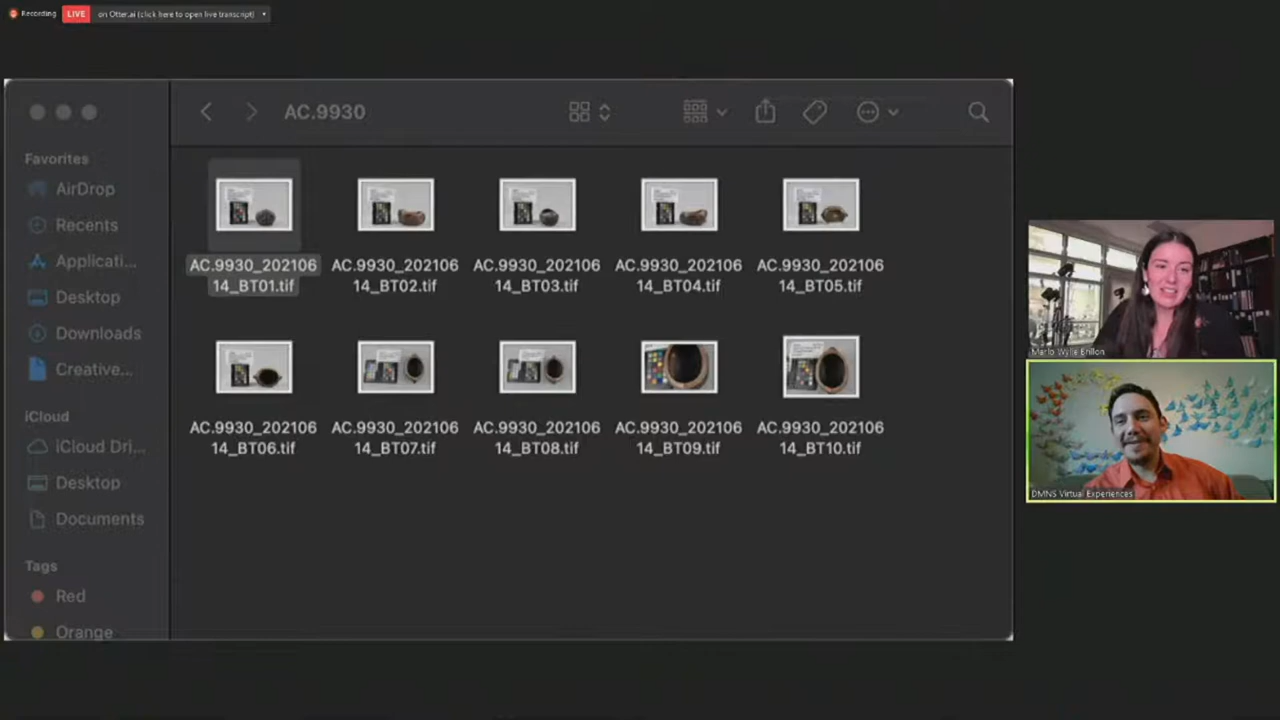 Recording
LIVE
on Otter.ai (click here to open live transcript)
AC.9930
Favorites
AirDrop
Recents
Applicati...
Desktop
Downloads
Creative...
iCloud
iCloud Dri...
Desktop
Documents
Tags
Red
Orange
AC.9930_202106
14_BT01.tif
AC.9930_202106
14_BT02.tif
AC.9930_202106
14_BT03.tif
AC.9930_202106
14_BT04.tif
AC.9930_202106
14_BT05.tif
AC.9930_202106
14_BT06.tif
AC.9930_202106
14_BT07.tif
AC.9930_202106
14_BT08.tif
AC.9930_202106
14_BT09.tif
AC.9930_202106
14_BT10.tif
Wylie Brillon
DMNS Virtual Experiences